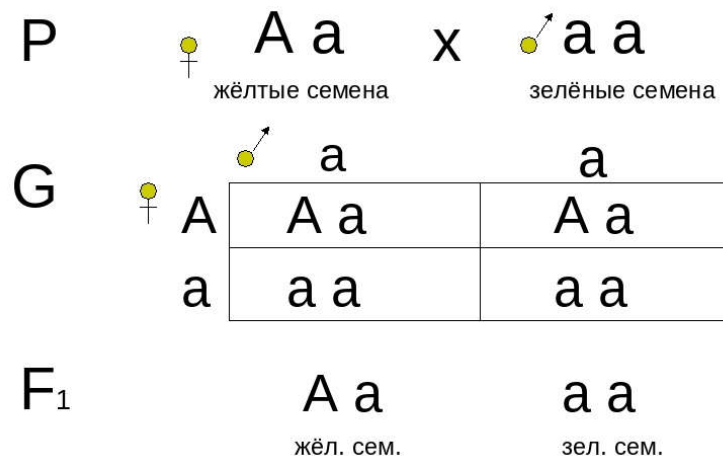 P ♀ A a x ♂ a a
жёлтые семена зелёные семена
♂ a a
G ♀ A A a A a
a a a a a
F₁ A a a a
жёл. сем. зел. сем.